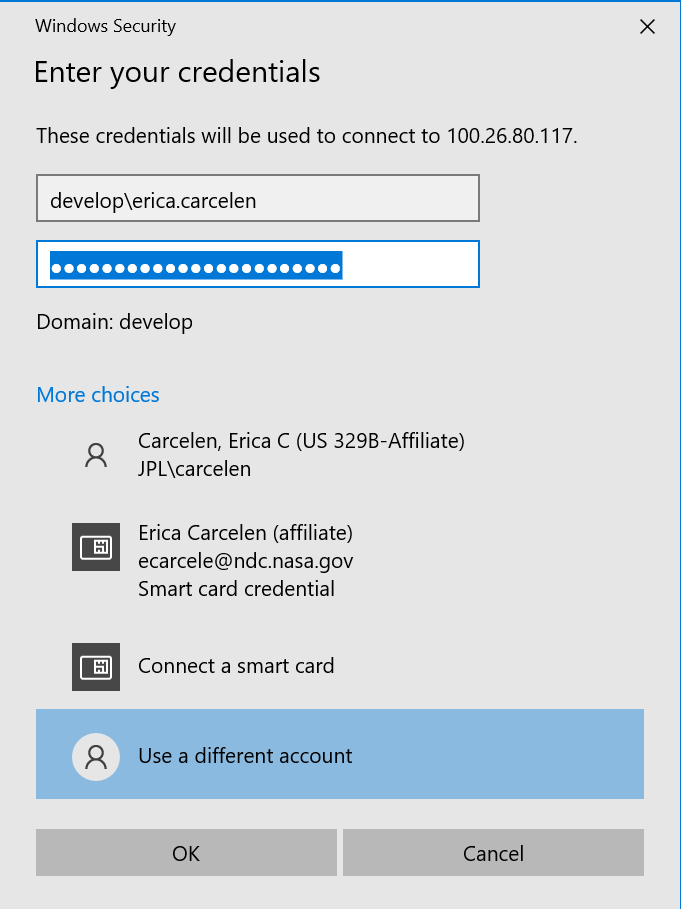 Windows Security
Enter your credentials
These credentials will be used to connect to 100.26.80.117.
develop\erica.carcelen
●●●●●●●●●●●●●●●●●●●●●●●
Domain: develop
More choices
Carcelen, Erica C (US 329B-Affiliate)
JPL\carcelen
Erica Carcelen (affiliate)
ecarcele@ndc.nasa.gov
Smart card credential
Connect a smart card
Use a different account
OK
Cancel